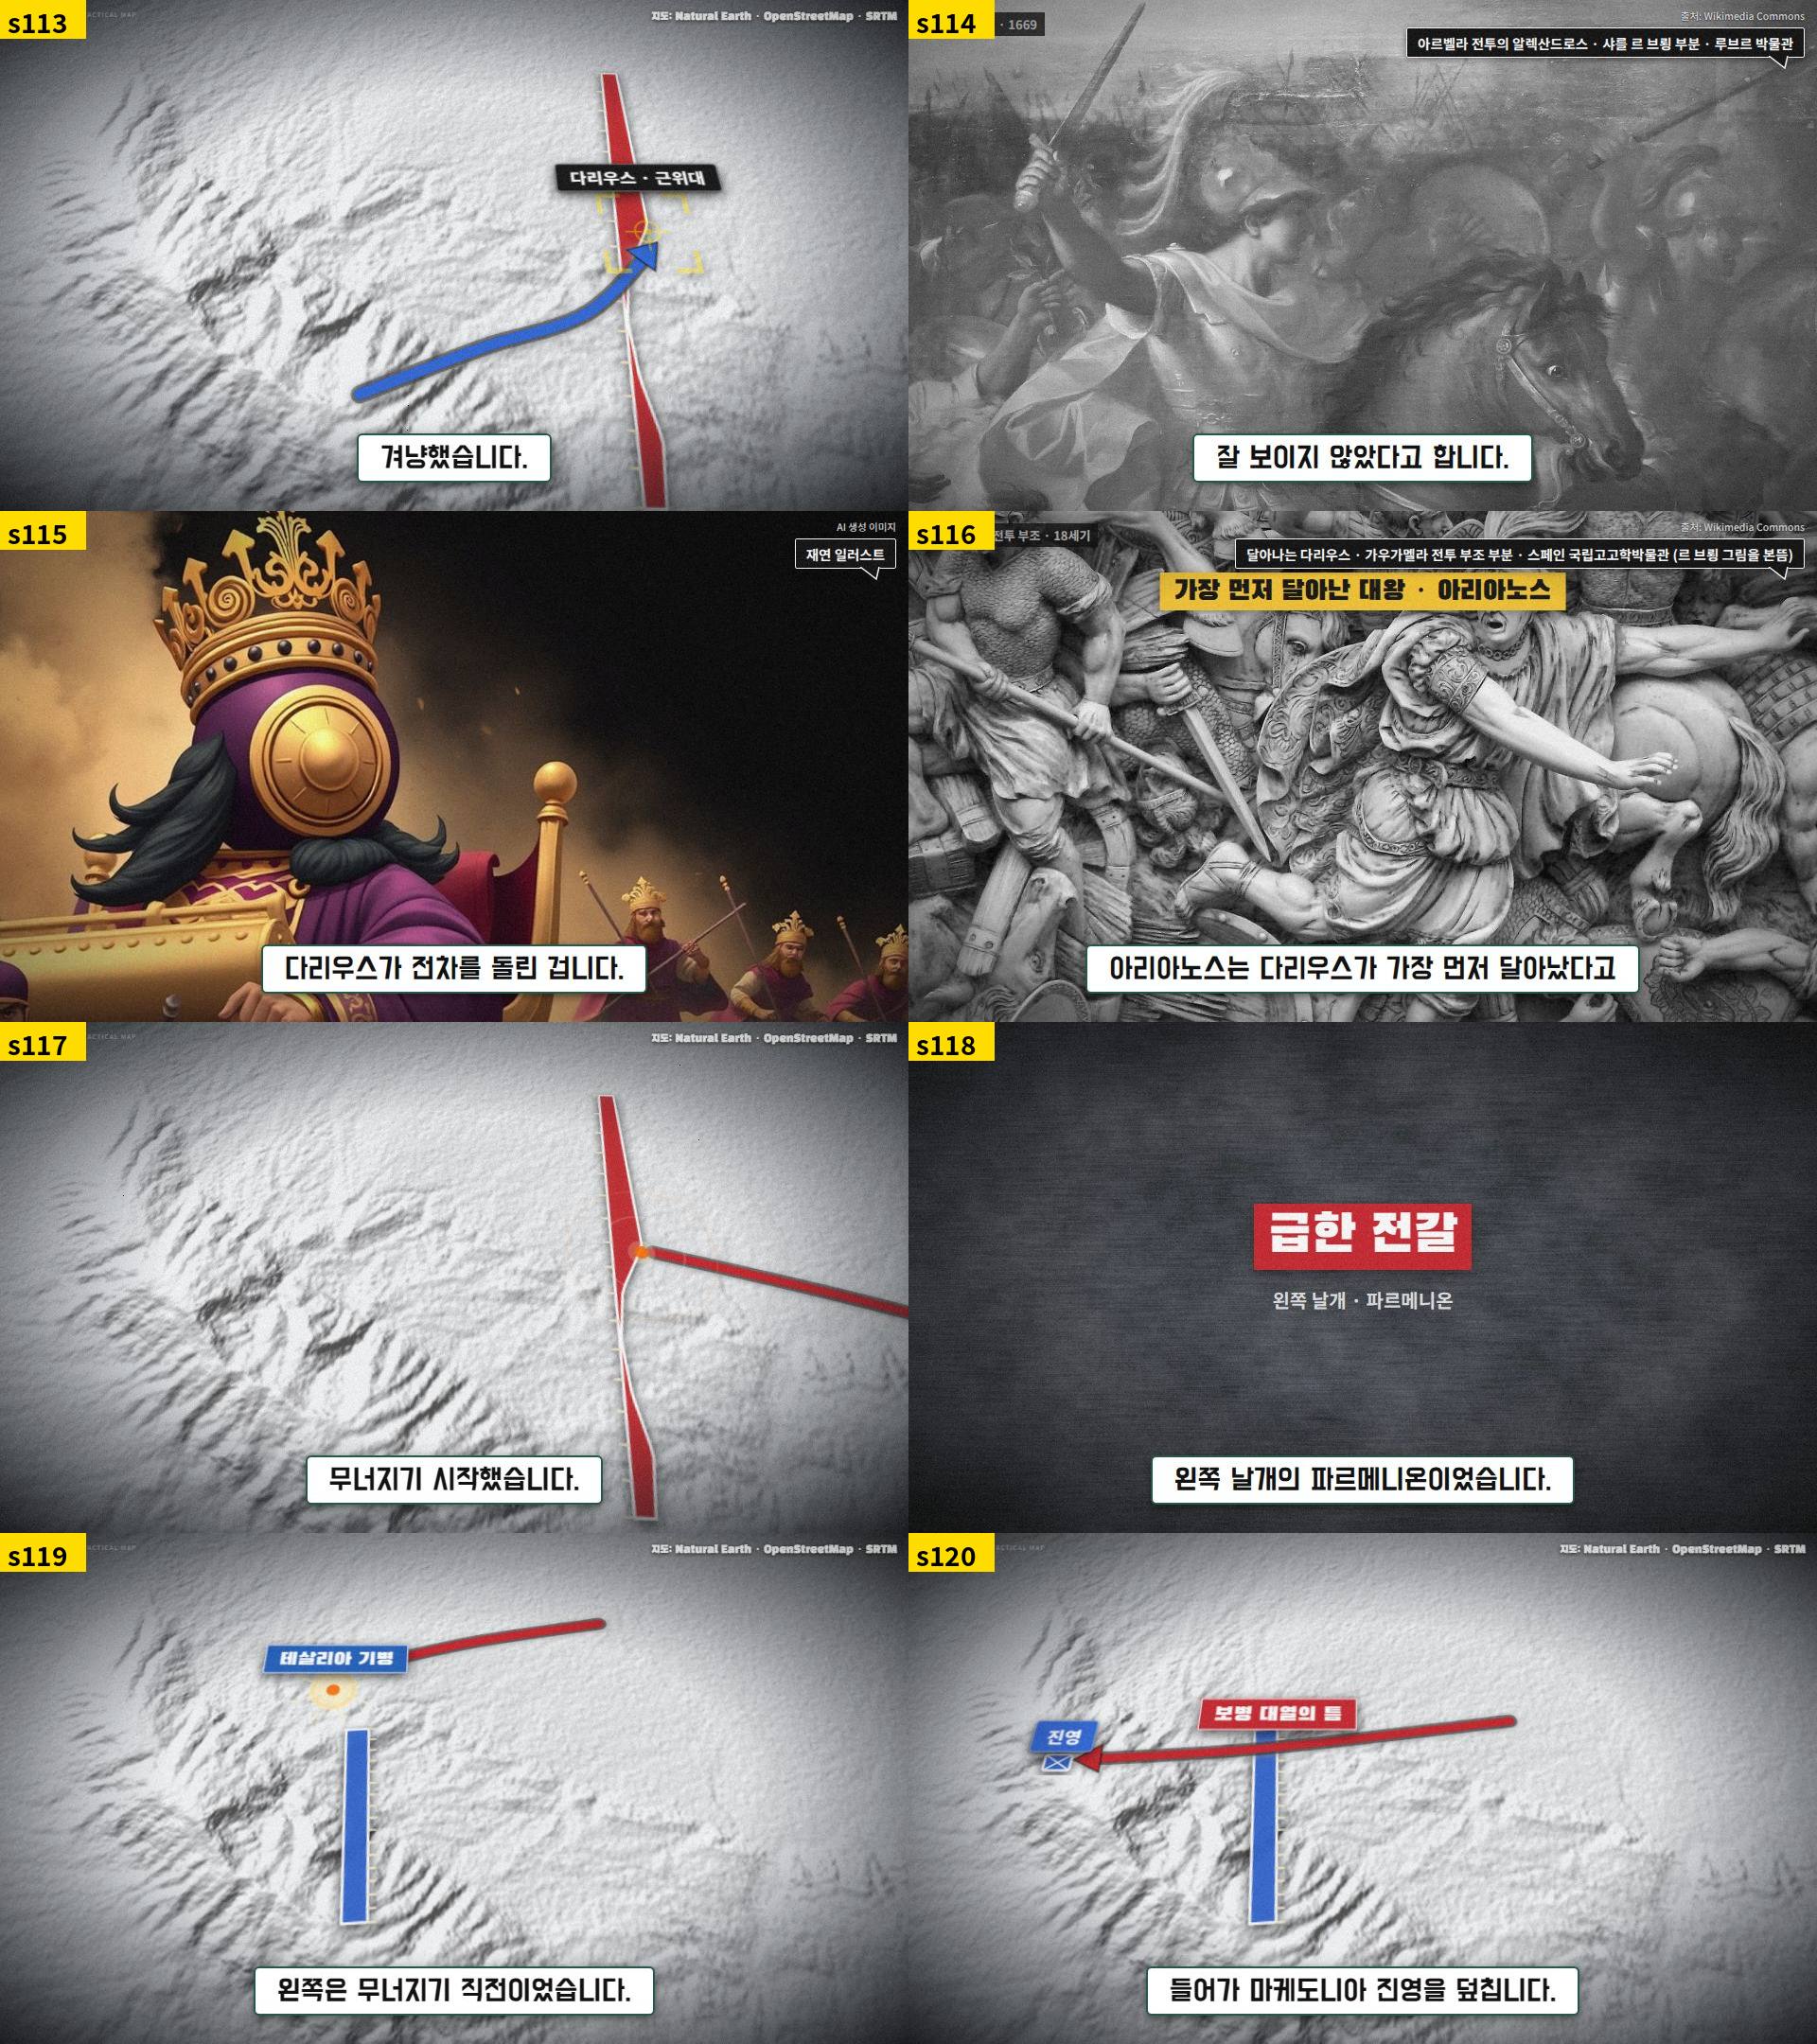 s113
ACTICAL MAP
지도: Natural Earth · OpenStreetMap · SRTM
다리우스 · 근위대
겨냥했습니다.
s114
· 1669
출처: Wikimedia Commons
아르벨라 전투의 알렉산드로스 · 샤를 르 브룅 부분 · 루브르 박물관
잘 보이지 않았다고 합니다.
s115
AI 생성 이미지
재연 일러스트
다리우스가 전차를 돌린 겁니다.
s116
전투 부조 · 18세기
출처: Wikimedia Commons
달아나는 다리우스 · 가우가멜라 전투 부조 부분 · 스페인 국립고고학박물관 (르 브룅 그림을 본뜸)
가장 먼저 달아난 대왕 · 아리아노스
아리아노스는 다리우스가 가장 먼저 달아났다고
s117
ACTICAL MAP
지도: Natural Earth · OpenStreetMap · SRTM
무너지기 시작했습니다.
s118
급한 전갈
왼쪽 날개 · 파르메니온
왼쪽 날개의 파르메니온이었습니다.
s119
ACTICAL MAP
지도: Natural Earth · OpenStreetMap · SRTM
테살리아 기병
왼쪽은 무너지기 직전이었습니다.
s120
ACTICAL MAP
지도: Natural Earth · OpenStreetMap · SRTM
보병 대열의 틈
진영
들어가 마케도니아 진영을 덮칩니다.